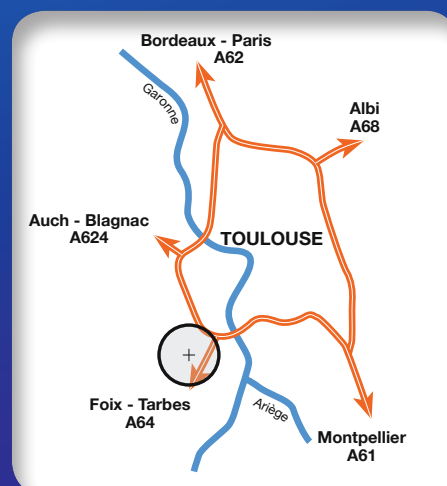 Bordeaux - Paris
A62
Garonne
Albi
A68
Auch - Blagnac
A624
TOULOUSE
Foix - Tarbes
A64
Ariège
Montpellier
A61